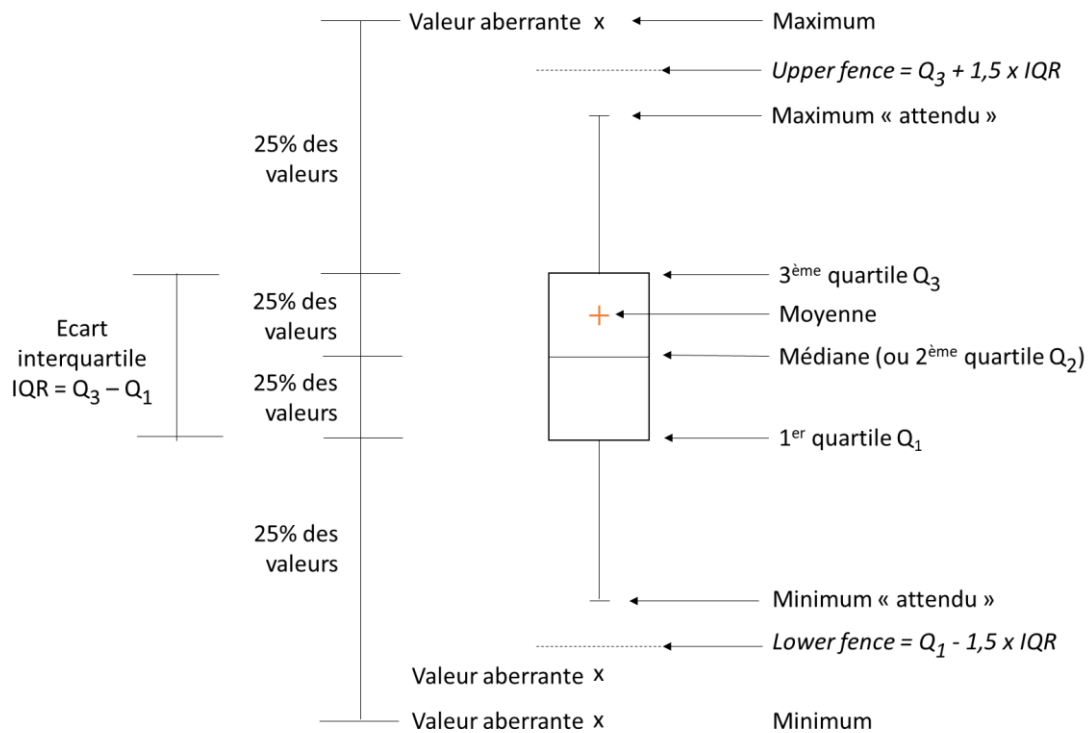 Valeur aberrante x
Maximum
Upper fence = Q3 + 1,5 x IQR
Maximum « attendu »
25% des
valeurs
3ème quartile Q3
25% des
valeurs
Moyenne
Ecart
interquartile
IQR = Q3 – Q1
Médiane (ou 2ème quartile Q2)
25% des
valeurs
1er quartile Q1
25% des
valeurs
Minimum « attendu »
Lower fence = Q1 - 1,5 x IQR
Valeur aberrante x
Valeur aberrante x
Minimum